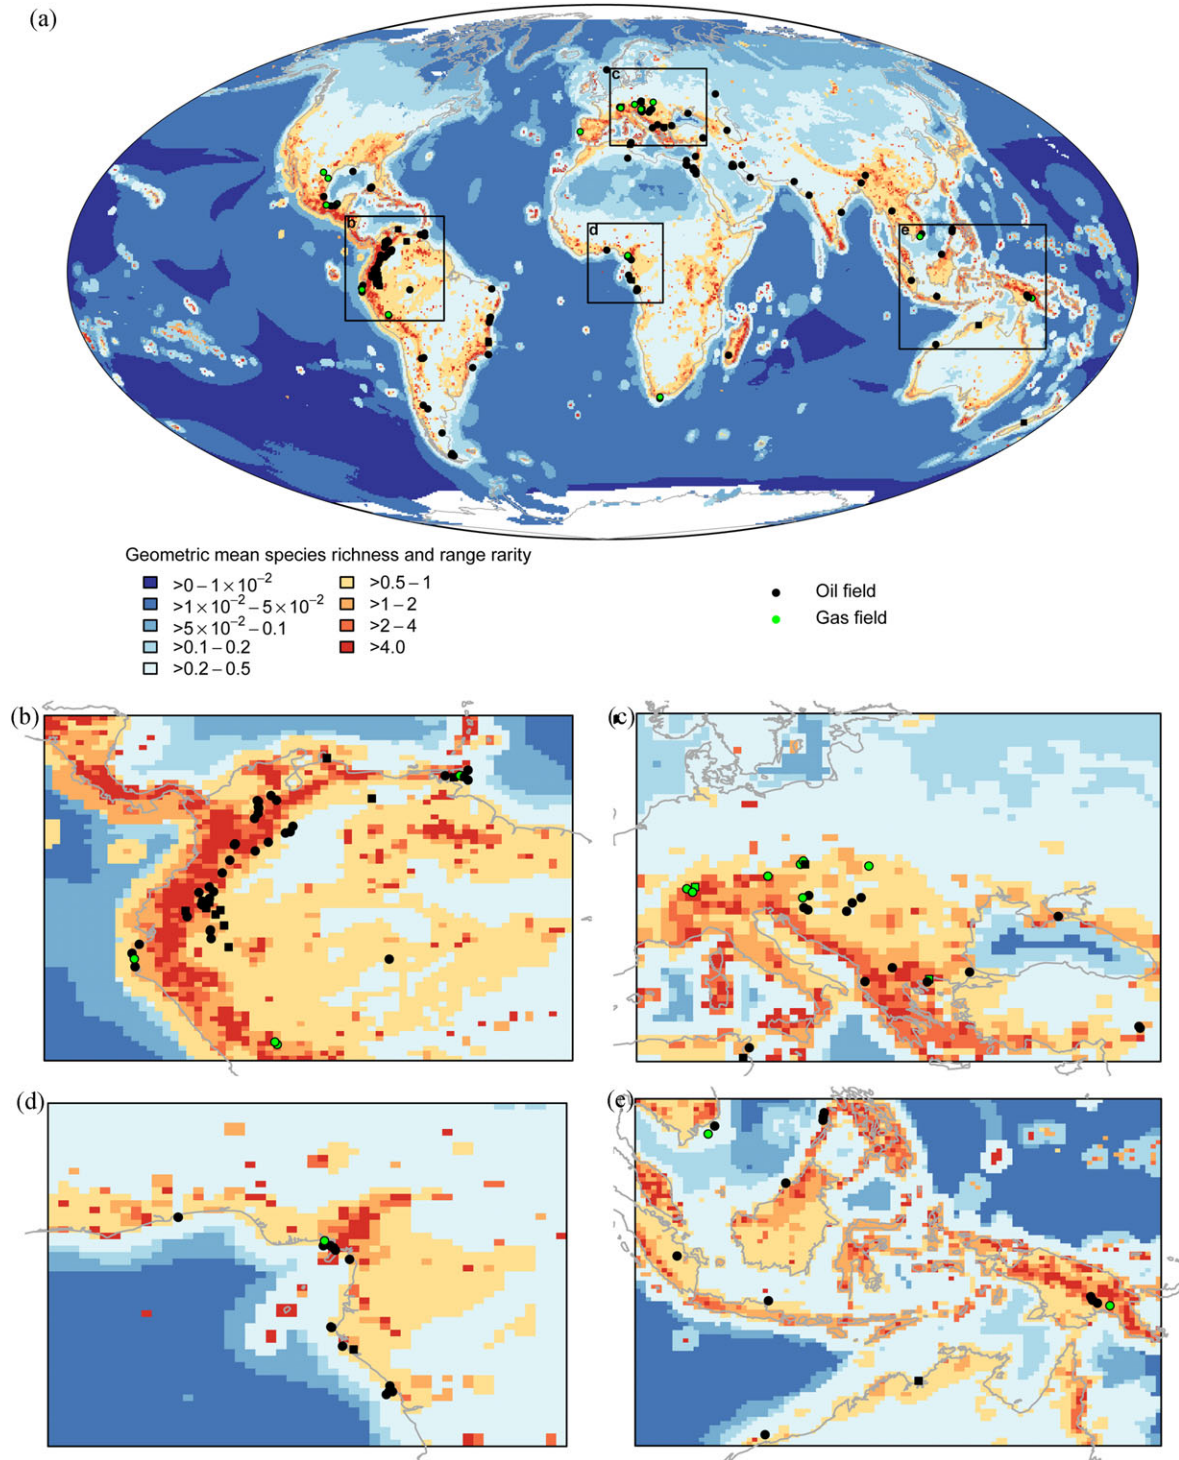 (a)
c
b
d
e
Geometric mean species richness and range rarity
>0 – 1 × 10⁻²
>1 × 10⁻² – 5 × 10⁻²
>5 × 10⁻² – 0.1
>0.1 – 0.2
>0.2 – 0.5
>0.5 – 1
>1 – 2
>2 – 4
>4.0
Oil field
Gas field
(b)
(c)
(d)
(e)